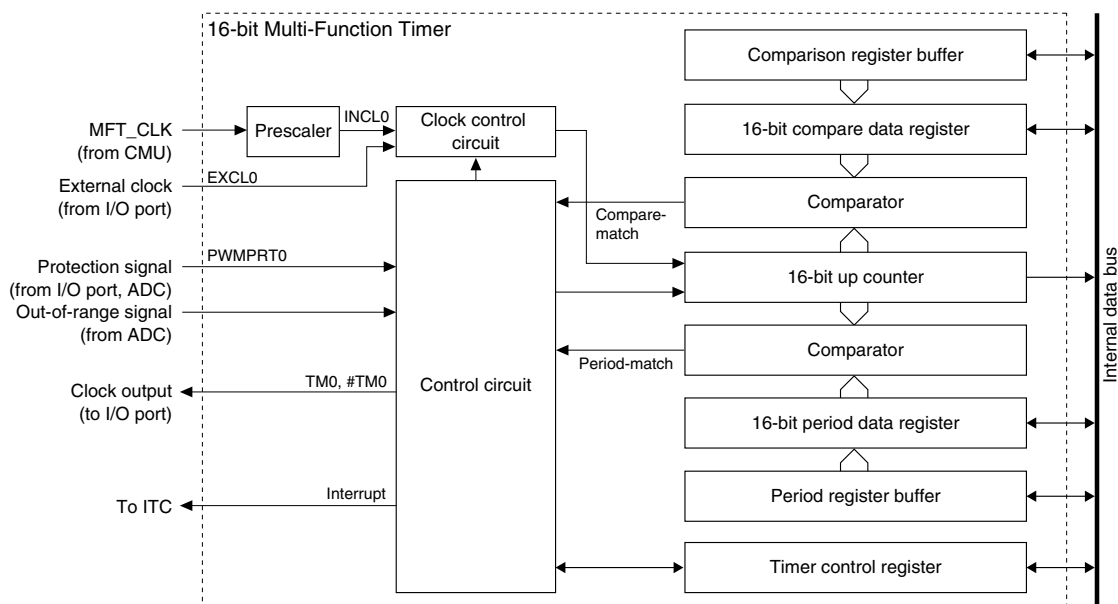 16-bit Multi-Function Timer
Comparison register buffer
MFT_CLK
(from CMU)
Prescaler
INCL0
Clock control
circuit
16-bit compare data register
External clock
(from I/O port)
EXCL0
Compare-
match
Comparator
Protection signal
(from I/O port, ADC)
PWMPRT0
16-bit up counter
Out-of-range signal
(from ADC)
Period-match
Comparator
Clock output
(to I/O port)
TM0, #TM0
Control circuit
16-bit period data register
To ITC
Interrupt
Period register buffer
Timer control register
Internal data bus